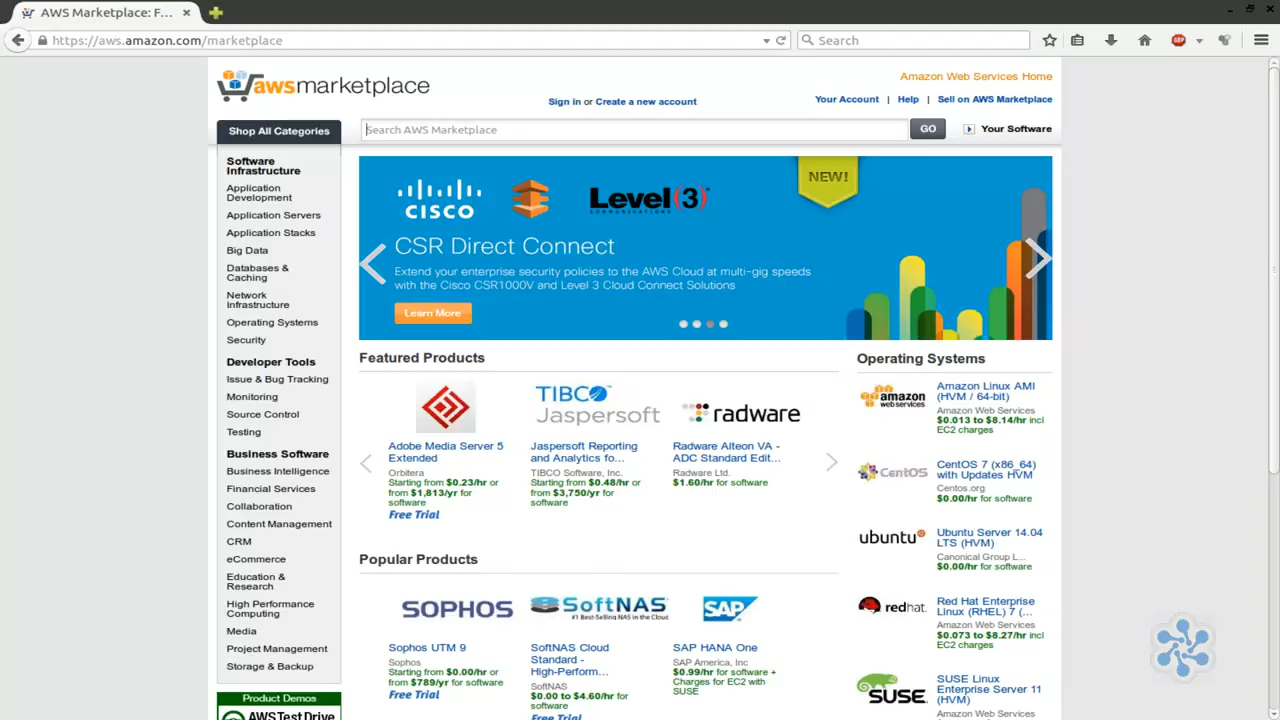 AWS Marketplace: F...
https://aws.amazon.com/marketplace
Search
ABP
awsmarketplace
Amazon Web Services Home
Sign in or Create a new account
Your Account | Help | Sell on AWS Marketplace
Shop All Categories
Search AWS Marketplace
GO
Your Software
Software
Infrastructure
Application
Development
Application Servers
Application Stacks
Big Data
Databases &
Caching
Network
Infrastructure
Operating Systems
Security
Developer Tools
Issue & Bug Tracking
Monitoring
Source Control
Testing
Business Software
Business Intelligence
Financial Services
Collaboration
Content Management
CRM
eCommerce
Education &
Research
High Performance
Computing
Media
Project Management
Storage & Backup
Product Demos
AWS Test Drive
CISCO
Level(3)
COMMUNICATIONS
NEW!
CSR Direct Connect
Extend your enterprise security policies to the AWS Cloud at multi-gig speeds
with the Cisco CSR1000V and Level 3 Cloud Connect Solutions
Learn More
Featured Products
Adobe Media Server 5
Extended
Orbitera
Starting from $0.23/hr or
from $1,813/yr for
software
Free Trial
TIBCO
Jaspersoft
Jaspersoft Reporting
and Analytics fo...
TIBCO Software, Inc.
Starting from $0.48/hr or
from $3,750/yr for
software
radware
Radware Alteon VA -
ADC Standard Edit...
Radware Ltd.
$1.60/hr for software
Popular Products
SOPHOS
Sophos UTM 9
Sophos
Starting from $0.00/hr or
from $789/yr for software
Free Trial
SoftNAS
#1 Best-Selling NAS in the Cloud
SoftNAS Cloud
Standard -
High-Perform...
SoftNAS
$0.00 to $4.60/hr for
software
Free Trial
SAP
SAP HANA One
SAP America, Inc
$0.99/hr for software +
Charges for EC2 with
SUSE
Operating Systems
amazon
web services
Amazon Linux AMI
(HVM / 64-bit)
Amazon Web Services
$0.013 to $8.14/hr incl
EC2 charges
CentOS
CentOS 7 (x86_64)
with Updates HVM
Centos.org
$0.00/hr for software
ubuntu
Ubuntu Server 14.04
LTS (HVM)
Canonical Group L...
$0.00/hr for software
redhat
Red Hat Enterprise
Linux (RHEL) 7 (...
Amazon Web Services
$0.073 to $8.27/hr incl
EC2 charges
SUSE
SUSE Linux
Enterprise Server 11
(HVM)
Amazon Web Services